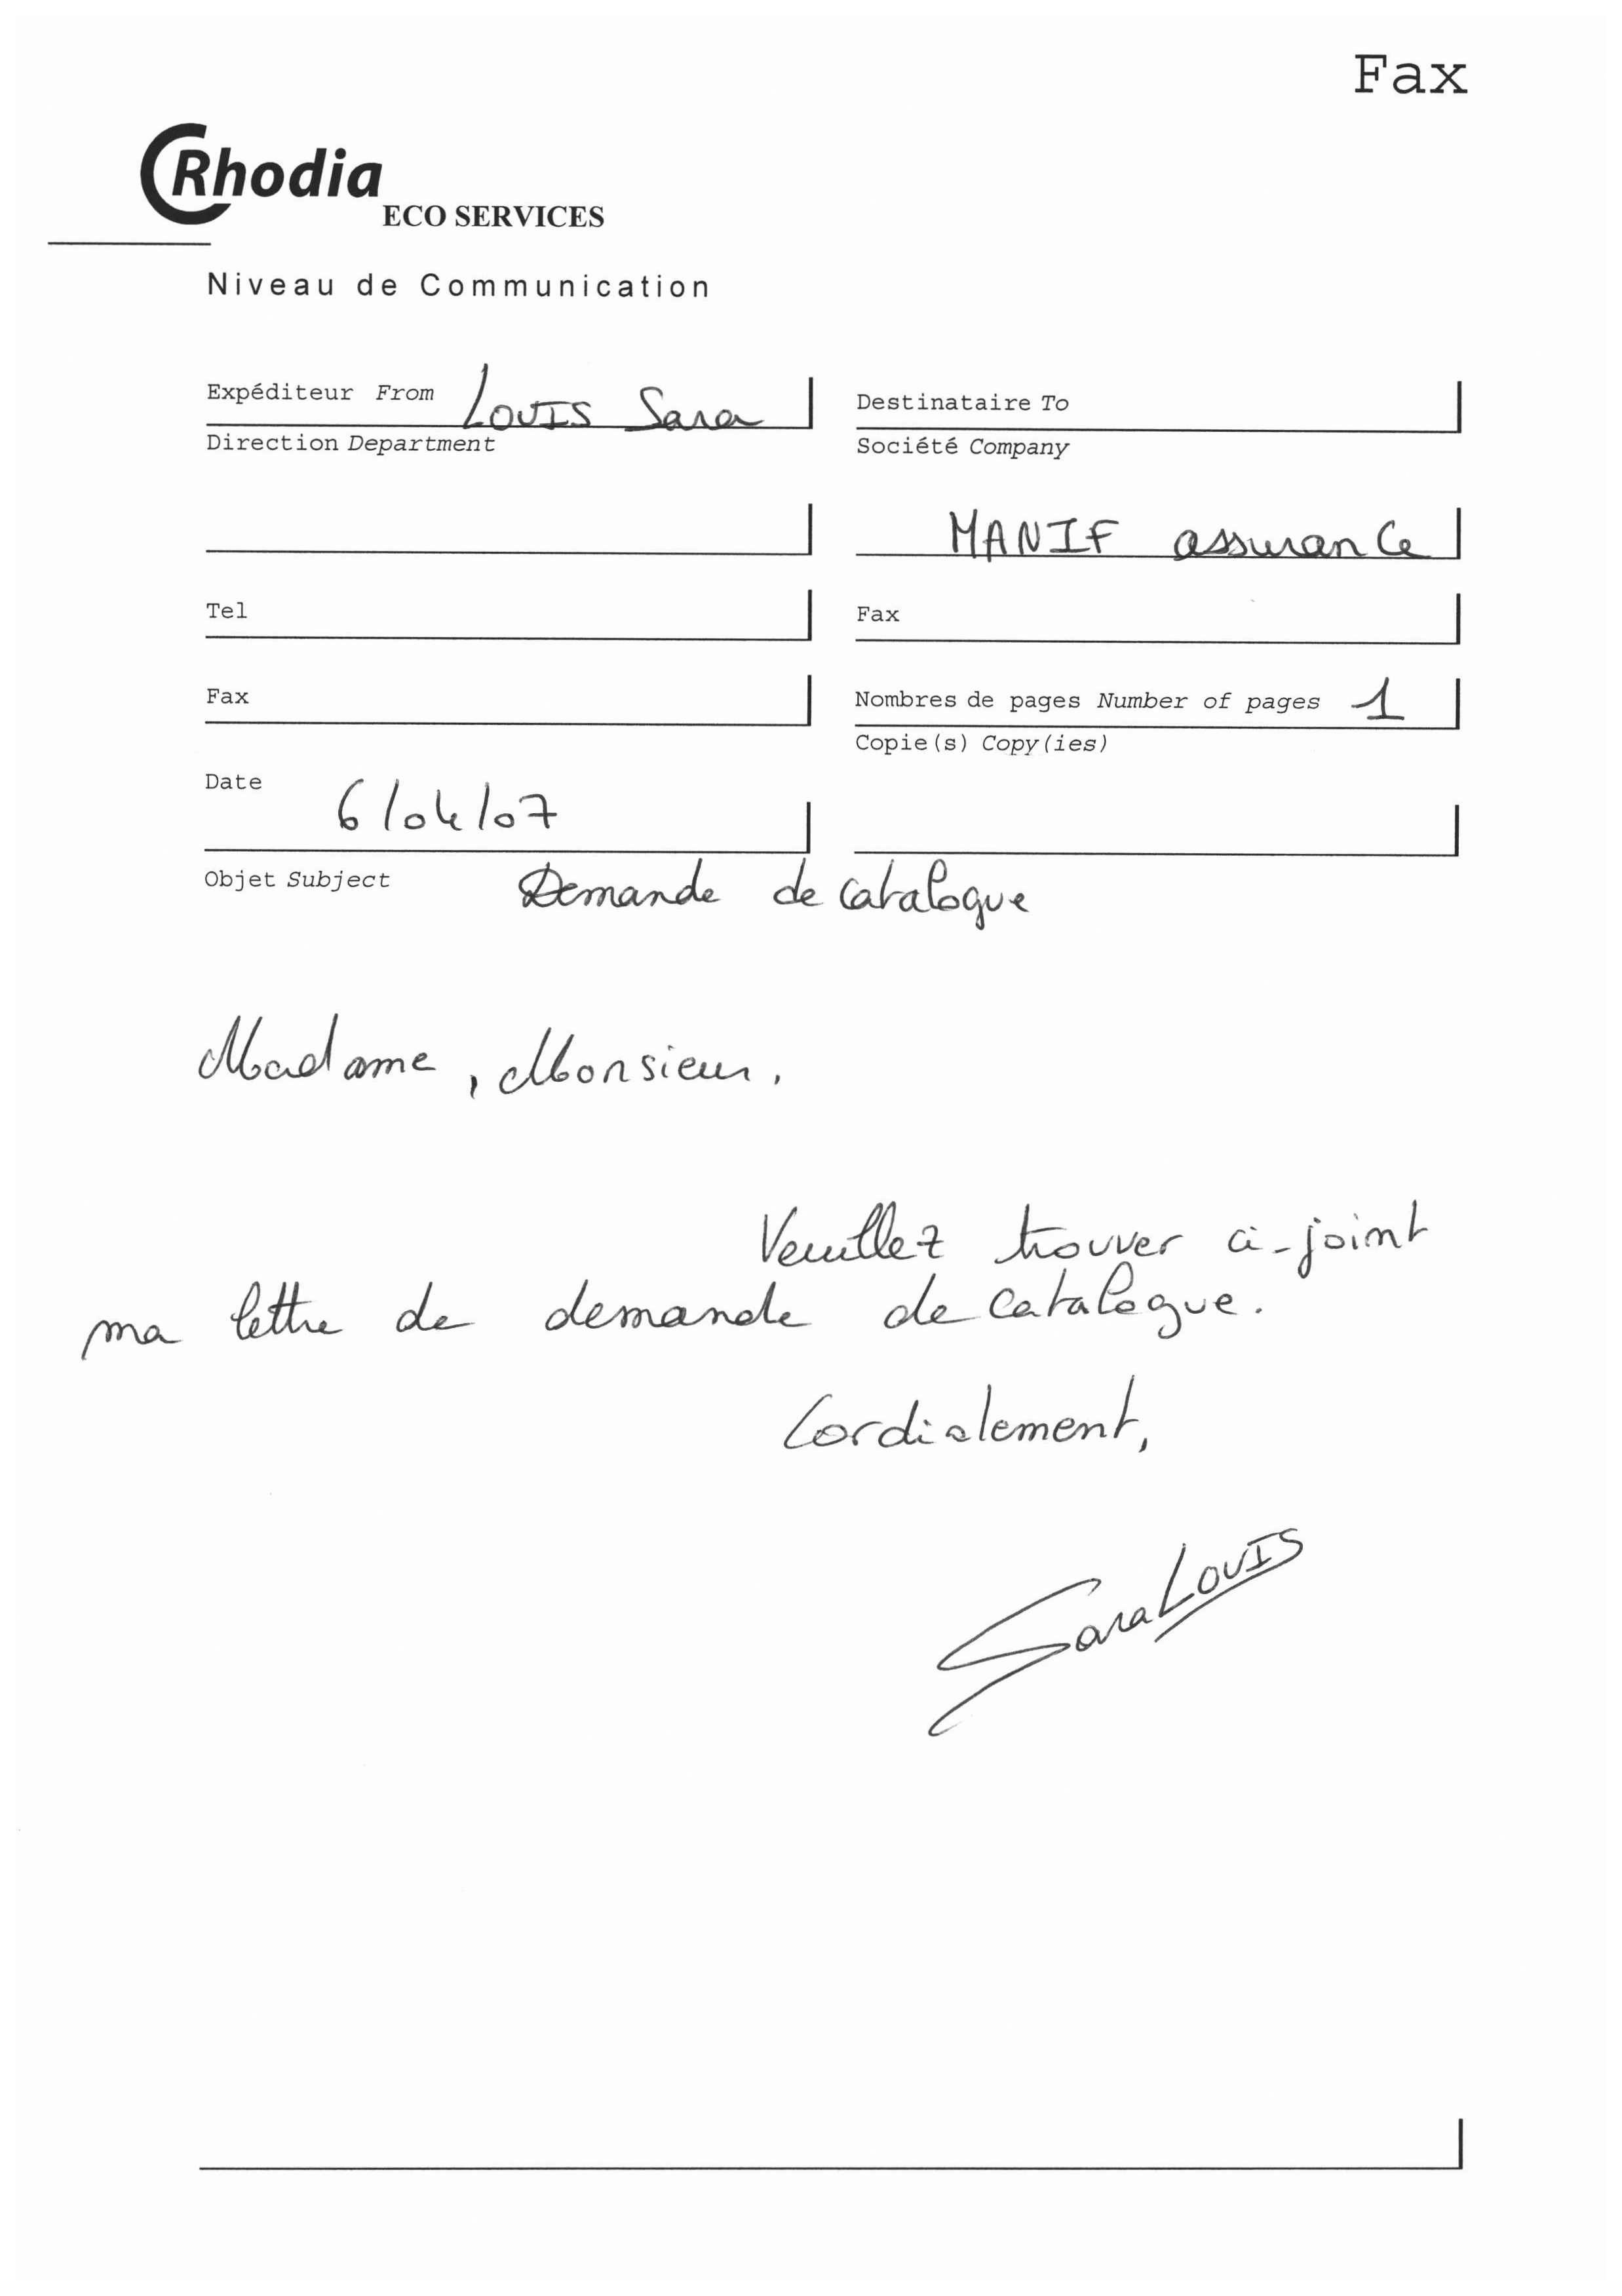 Fax
Rhodia
ECO SERVICES
Niveau de Communication
Expéditeur From LOUIS Sara
Destinataire To
Direction Department
Société Company
MANIF assurance
Tel
Fax
Fax
Nombres de pages Number of pages 1
Copie(s) Copy(ies)
Date 6/04/07
Objet Subject Demande de catalogue
Madame, Monsieur,
Veuillez trouver ci-joint
ma lettre de demande de catalogue.
Cordialement,
Sara LOUIS